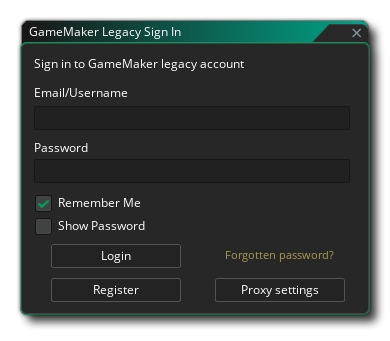 GameMaker Legacy Sign In
Sign in to GameMaker legacy account
Email/Username
Password
Remember Me
Show Password
Login
Forgotten password?
Register
Proxy settings